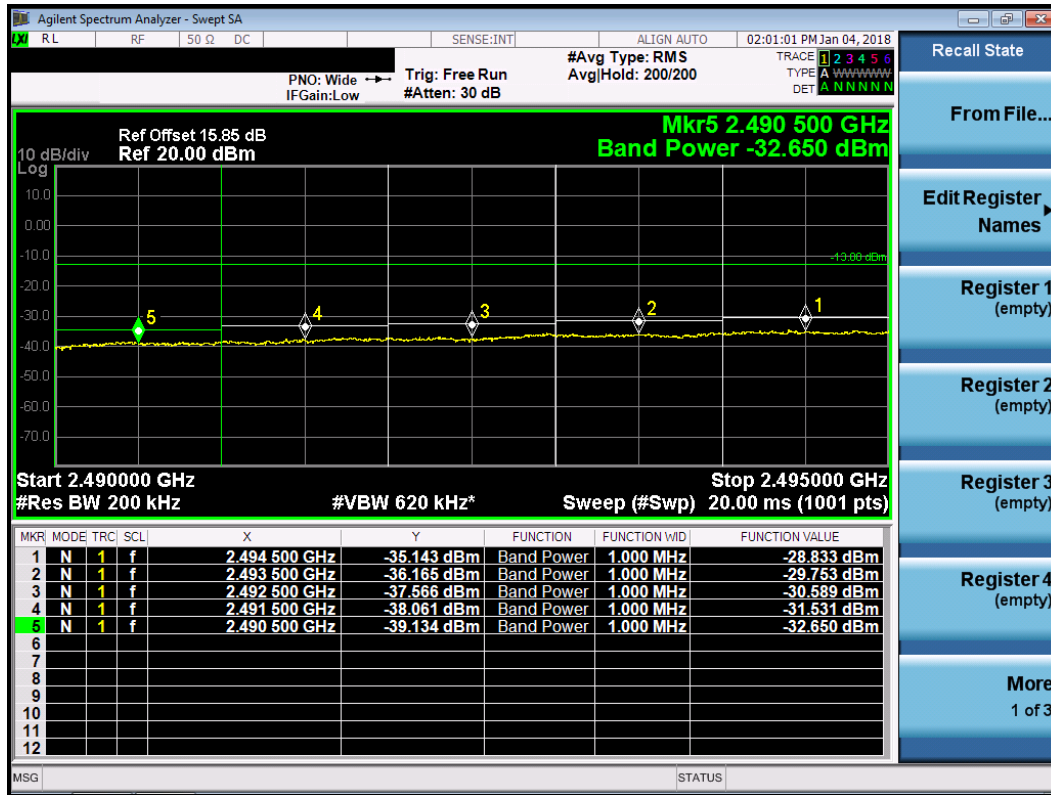 Agilent Spectrum Analyzer - Swept SA
LXI RL RF 50 Ω DC SENSE:INT ALIGN AUTO 02:01:01 PM Jan 04, 2018
PNO: Wide
IFGain:Low
Trig: Free Run
#Atten: 30 dB
#Avg Type: RMS
Avg|Hold: 200/200
TRACE 1 2 3 4 5 6
TYPE A WWWWW
DET A N N N N N
Mkr5 2.490 500 GHz
Band Power -32.650 dBm
10 dB/div
Log
Ref Offset 15.85 dB
Ref 20.00 dBm
10.0
0.00
-10.0
-13.00 dBm
-20.0
-30.0
5 4 3 2 1
-40.0
-50.0
-60.0
-70.0
Start 2.490000 GHz Stop 2.495000 GHz
#Res BW 200 kHz #VBW 620 kHz* Sweep (#Swp) 20.00 ms (1001 pts)
MKR MODE TRC SCL X Y FUNCTION FUNCTION WID FUNCTION VALUE
1 N 1 f 2.494 500 GHz -35.143 dBm Band Power 1.000 MHz -28.833 dBm
2 N 1 f 2.493 500 GHz -36.165 dBm Band Power 1.000 MHz -29.753 dBm
3 N 1 f 2.492 500 GHz -37.566 dBm Band Power 1.000 MHz -30.589 dBm
4 N 1 f 2.491 500 GHz -38.061 dBm Band Power 1.000 MHz -31.531 dBm
5 N 1 f 2.490 500 GHz -39.134 dBm Band Power 1.000 MHz -32.650 dBm
6
7
8
9
10
11
12
MSG STATUS
Recall State
From File...
Edit Register
Names
Register 1
(empty)
Register 2
(empty)
Register 3
(empty)
Register 4
(empty)
More
1 of 3